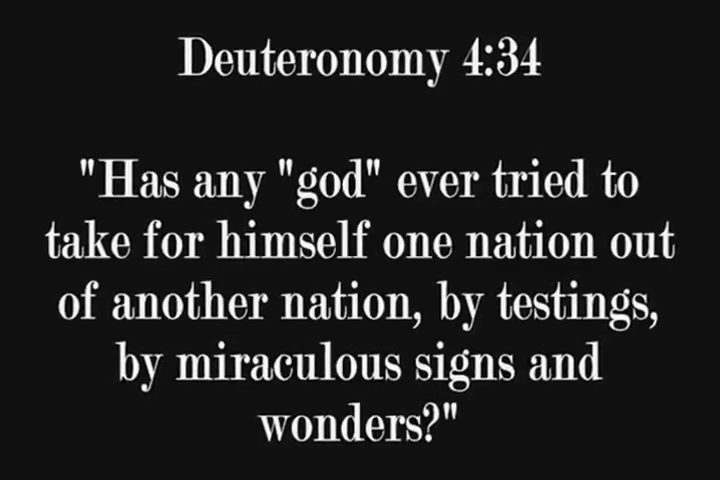 Deuteronomy 4:34
"Has any "god" ever tried to
take for himself one nation out
of another nation, by testings,
by miraculous signs and
wonders?"